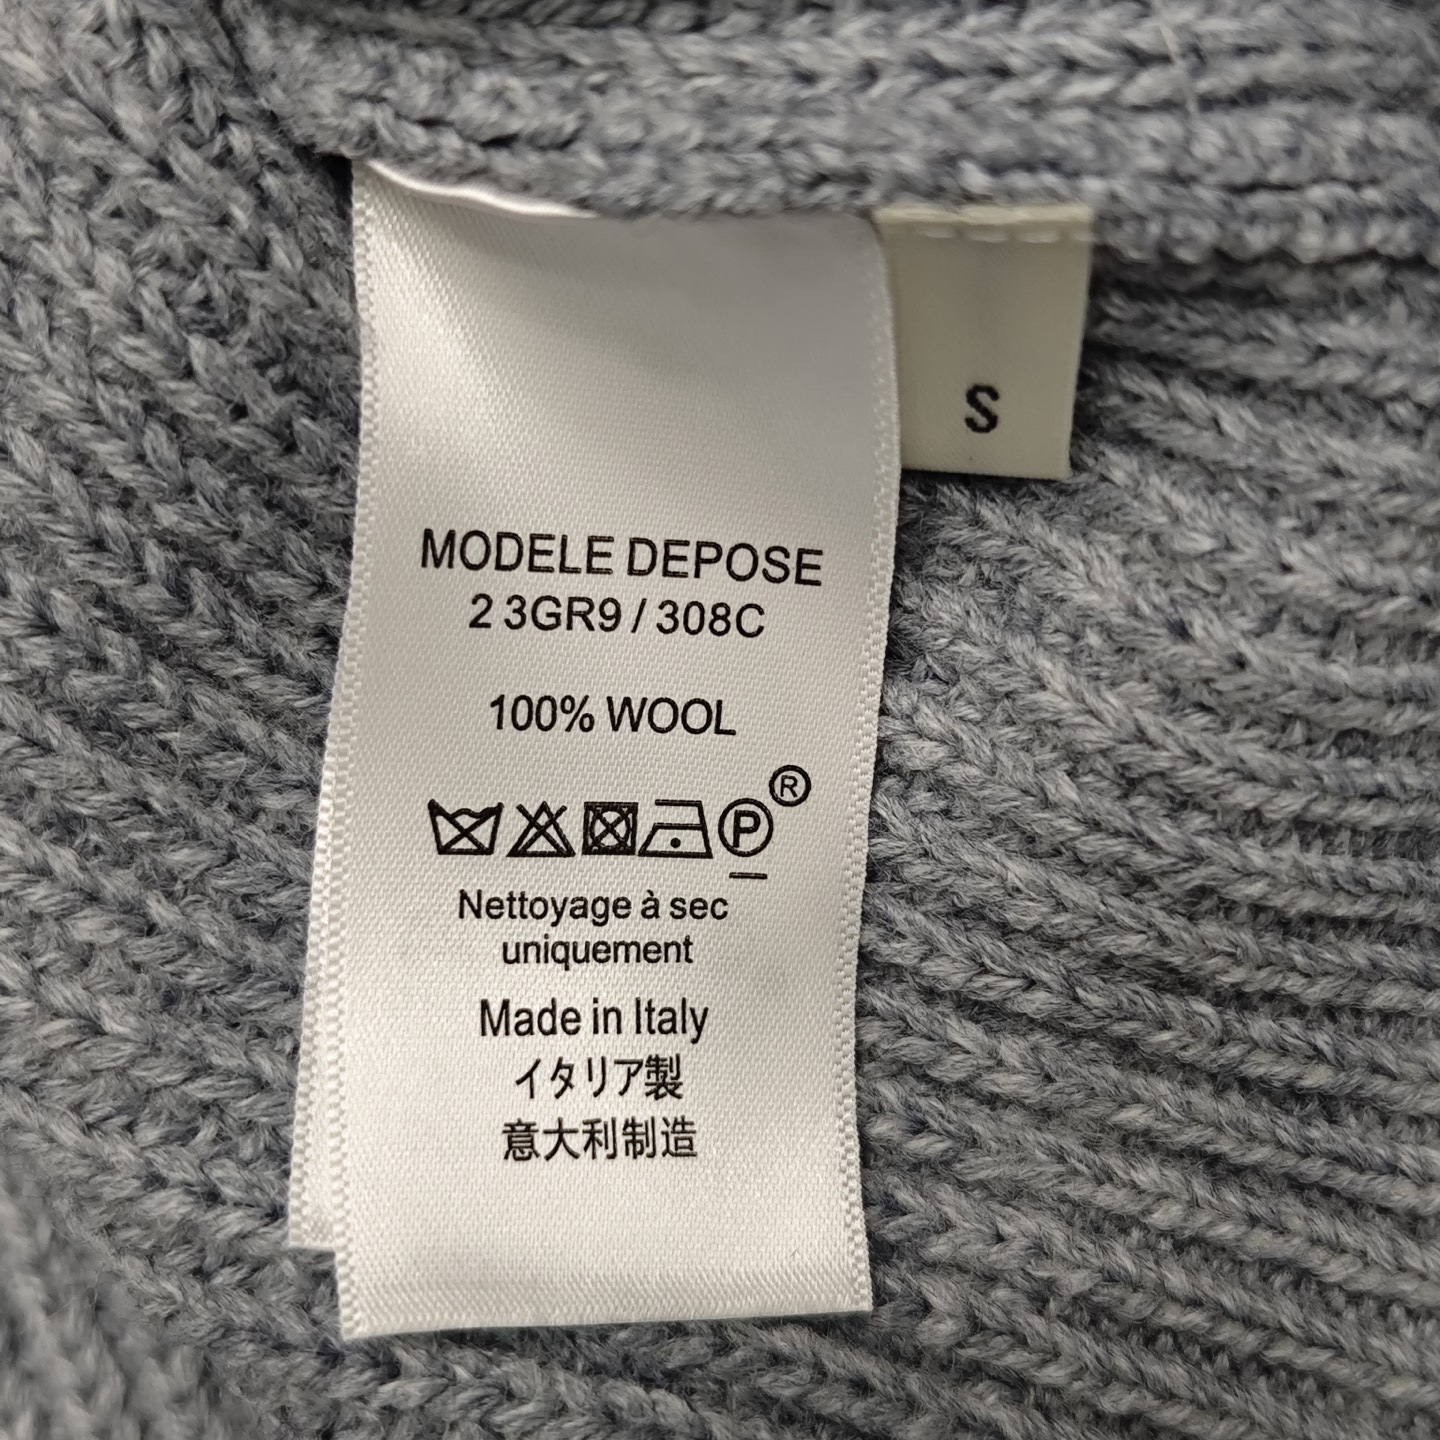 S
MODELE DEPOSE
2 3GR9 / 308C
100% WOOL
P ®
Nettoyage à sec
uniquement
Made in Italy
イタリア製
意大利制造